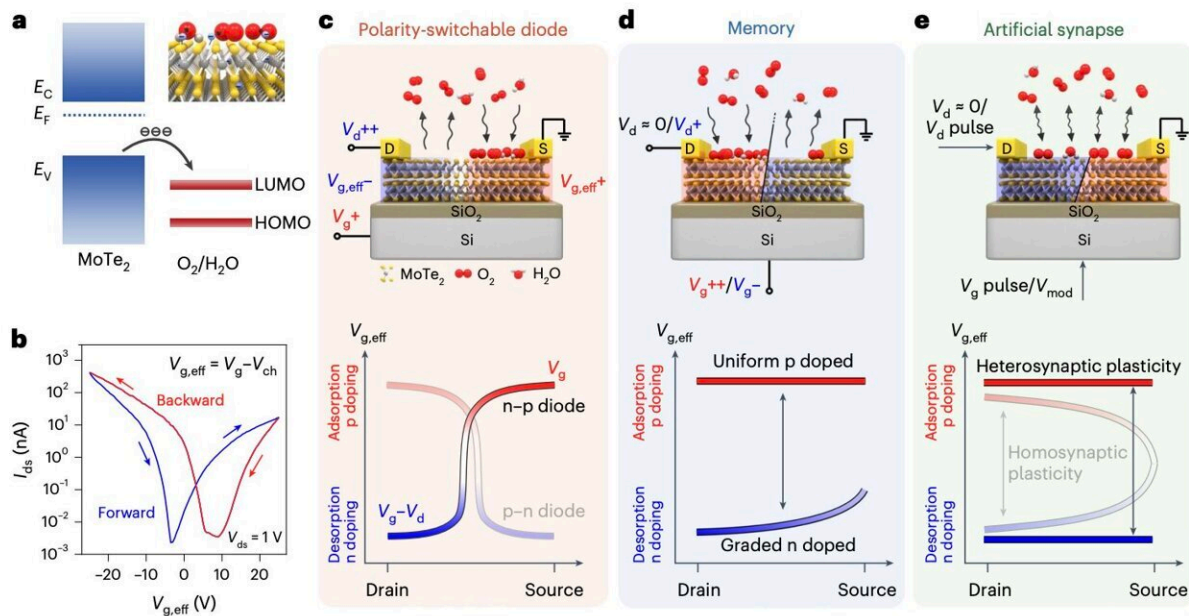 a
E_C
E_F
E_V
⊖⊖⊖
LUMO
HOMO
MoTe₂
O₂/H₂O
b
10³
10²
10¹
10⁰
10⁻¹
10⁻²
10⁻³
I_ds (nA)
V_g,eff = V_g−V_ch
Backward
Forward
V_ds = 1 V
−20 −10 0 10 20
V_g,eff (V)
c
Polarity-switchable diode
V_d++
D
S
V_g,eff−
V_g,eff+
SiO₂
V_g+
Si
MoTe₂ O₂ H₂O
V_g,eff
Adsorption
p doping
Desorption
n doping
V_g
n–p diode
V_g−V_d
p–n diode
Drain Source
d
Memory
V_d ≈ 0/V_d+
D
S
SiO₂
Si
V_g++/V_g−
V_g,eff
Adsorption
p doping
Desorption
n doping
Uniform p doped
Graded n doped
Drain Source
e
Artificial synapse
V_d ≈ 0/
V_d pulse
D
S
SiO₂
Si
V_g pulse/V_mod
V_g,eff
Adsorption
p doping
Desorption
n doping
Heterosynaptic plasticity
Homosynaptic
plasticity
Drain Source